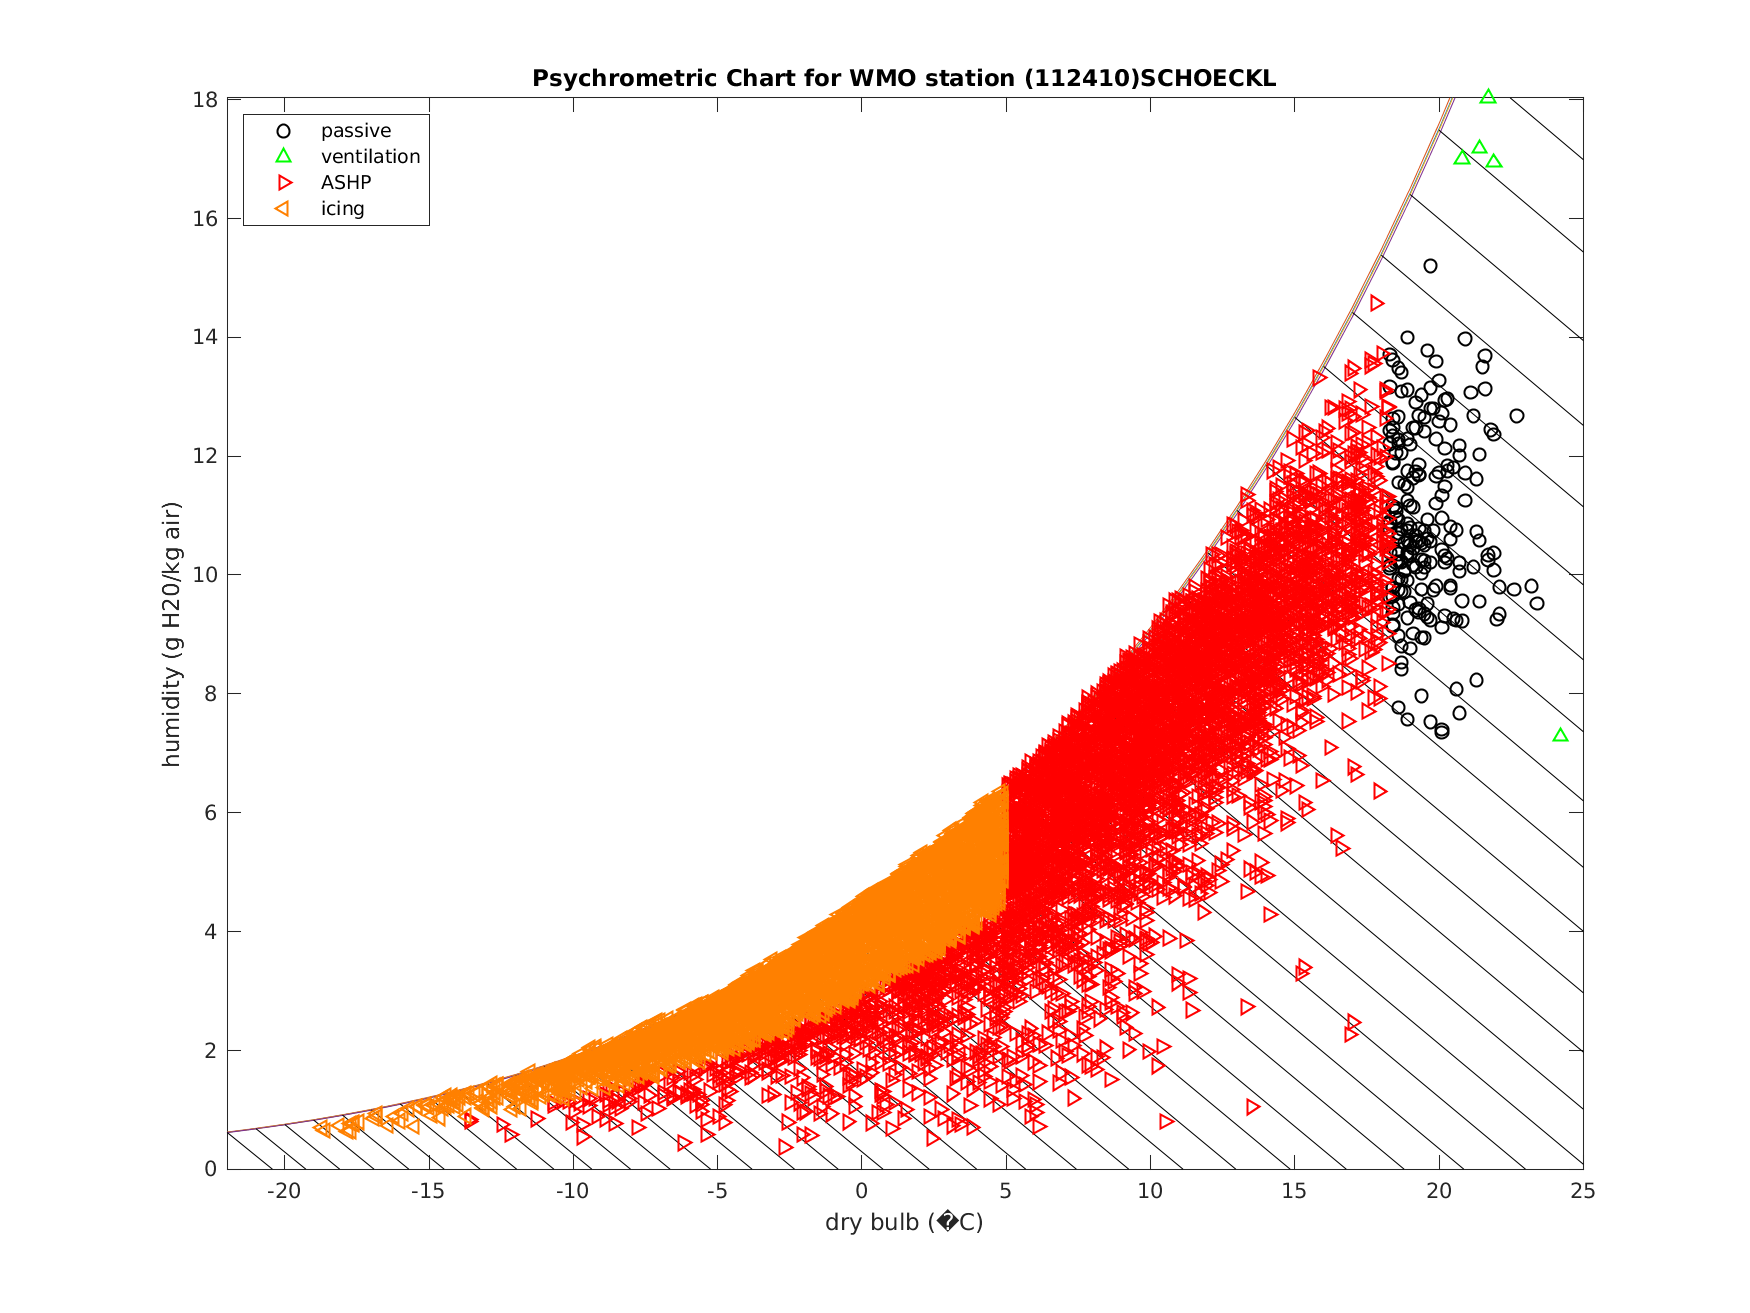 Psychrometric Chart for WMO station (112410)SCHOECKL
18
16
14
12
10
8
6
4
2
0
passive
ventilation
ASHP
icing
humidity (g H20/kg air)
-20 -15 -10 -5 0 5 10 15 20 25
dry bulb (�C)